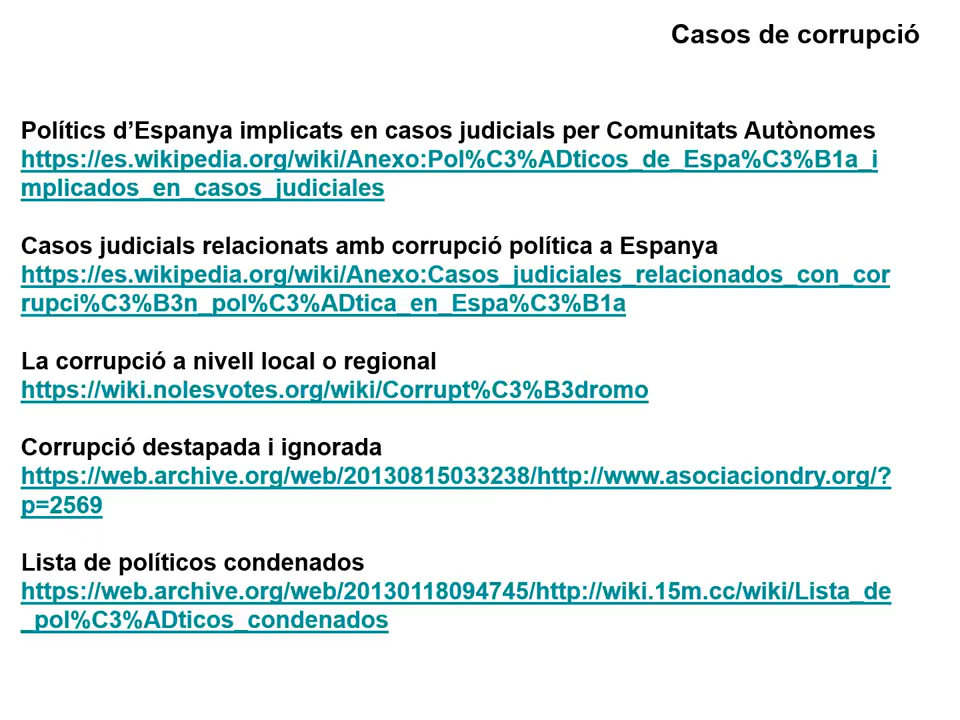 Casos de corrupció
Polítics d’Espanya implicats en casos judicials per Comunitats Autònomes
https://es.wikipedia.org/wiki/Anexo:Pol%C3%ADticos_de_Espa%C3%B1a_i
mplicados_en_casos_judiciales
Casos judicials relacionats amb corrupció política a Espanya
https://es.wikipedia.org/wiki/Anexo:Casos_judiciales_relacionados_con_cor
rupci%C3%B3n_pol%C3%ADtica_en_Espa%C3%B1a
La corrupció a nivell local o regional
https://wiki.nolesvotes.org/wiki/Corrupt%C3%B3dromo
Corrupció destapada i ignorada
https://web.archive.org/web/20130815033238/http://www.asociaciondry.org/?
p=2569
Lista de políticos condenados
https://web.archive.org/web/20130118094745/http://wiki.15m.cc/wiki/Lista_de
_pol%C3%ADticos_condenados